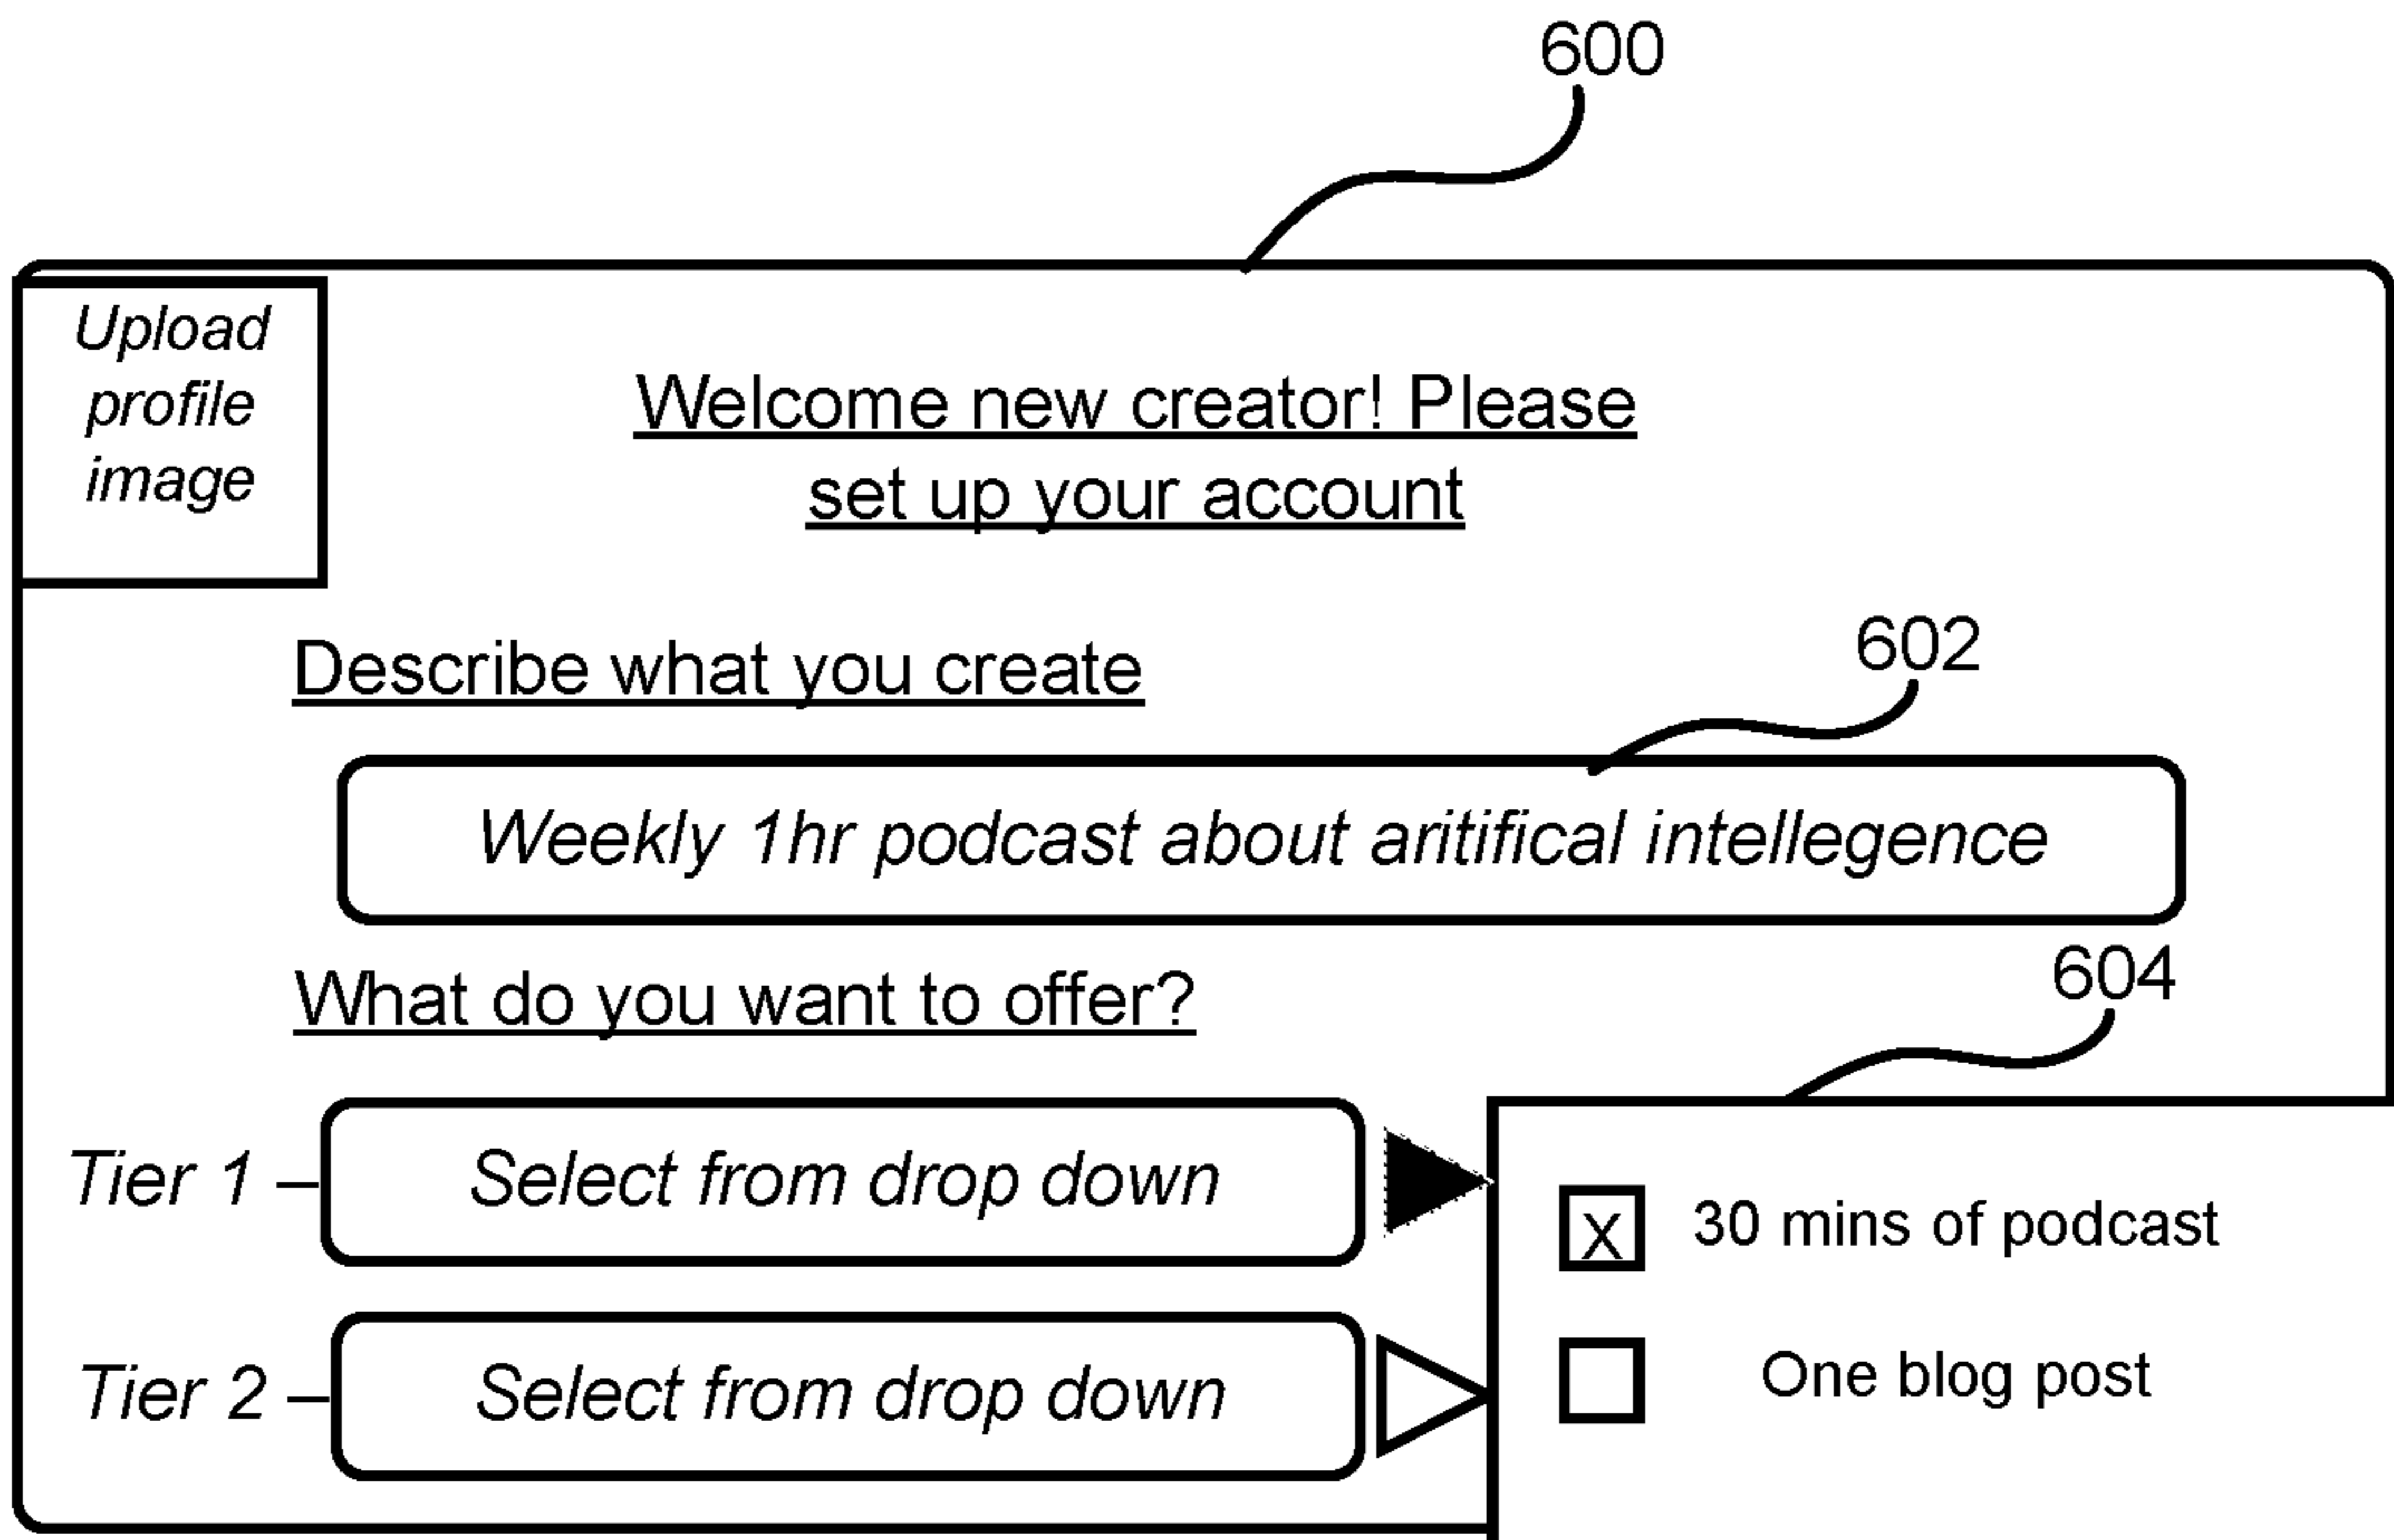 600
Upload
profile
image
Welcome new creator! Please
set up your account
Describe what you create
602
Weekly 1hr podcast about aritifical intellegence
What do you want to offer?
604
Tier 1
Select from drop down
X
30 mins of podcast
Tier 2
Select from drop down
One blog post